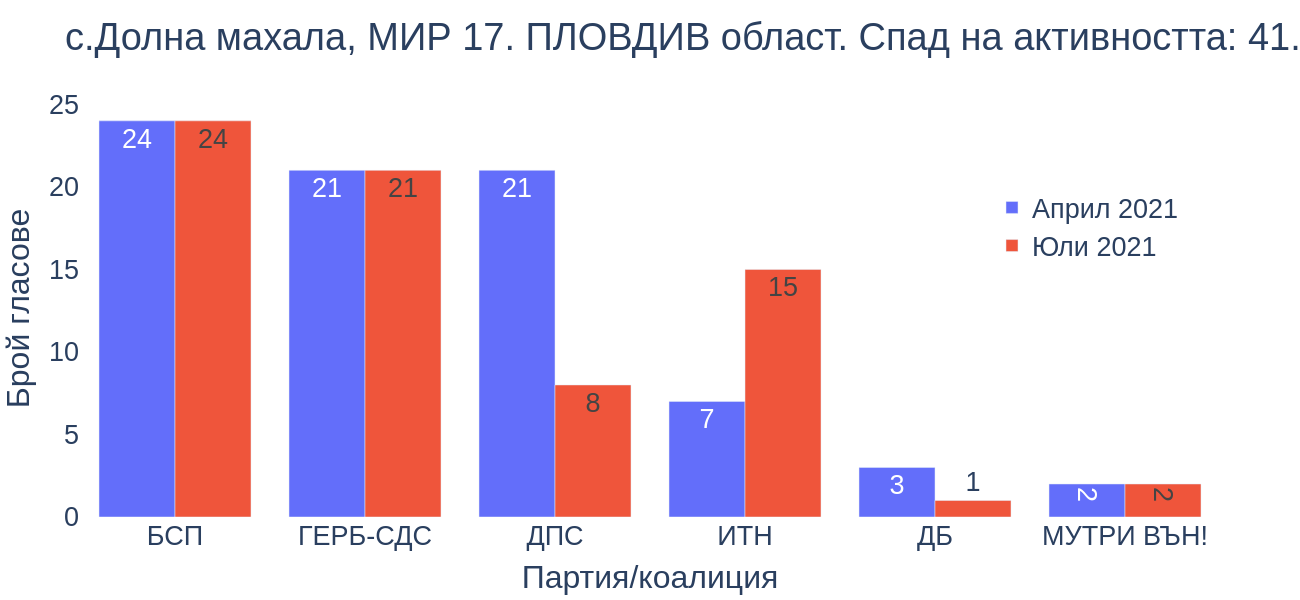 с.Долна махала, МИР 17. ПЛОВДИВ област. Спад на активността: 41.
25
20
15
10
5
0
Брой гласове
24
24
21
21
21
8
7
15
3
1
2
2
Април 2021
Юли 2021
БСП
ГЕРБ-СДС
ДПС
ИТН
ДБ
МУТРИ ВЪН!
Партия/коалиция